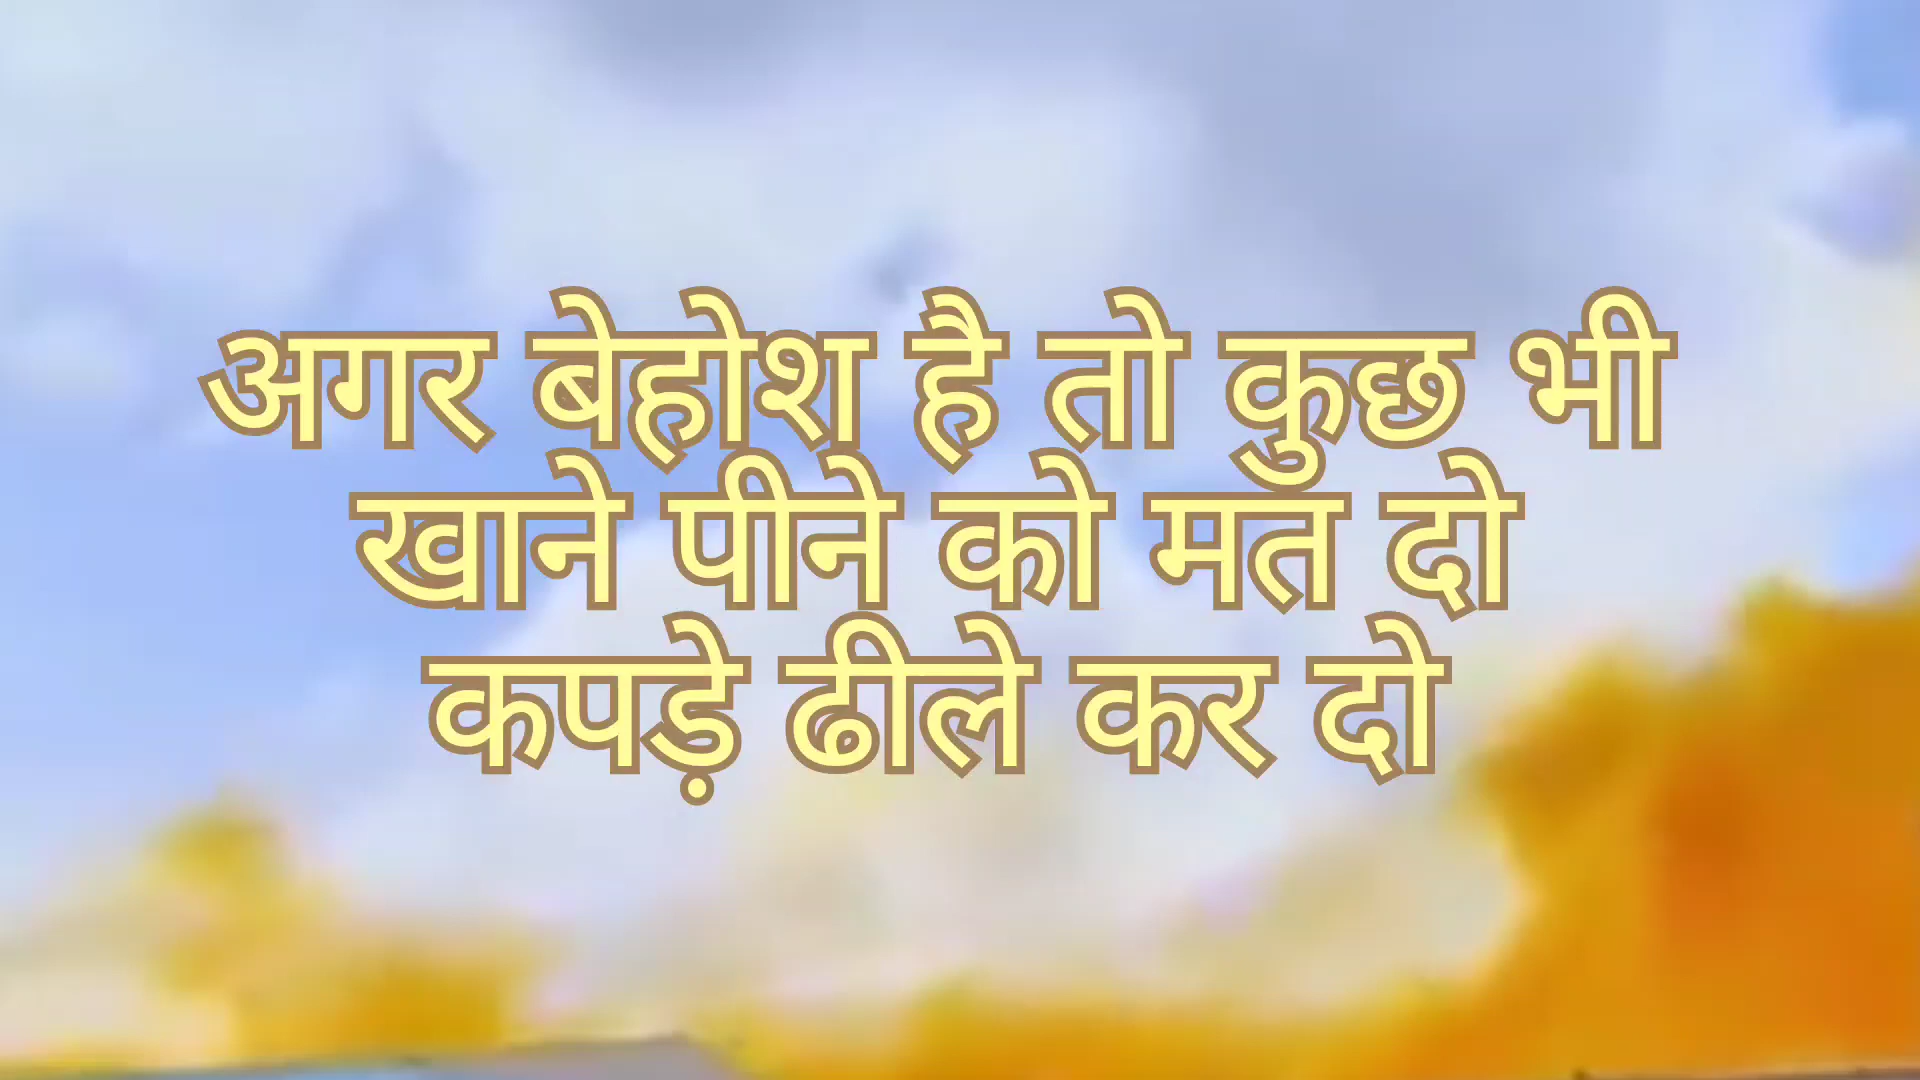 अगर बेहोश है तो कुछ भी
खाने पीने को मत दो
कपड़े ढीले कर दो